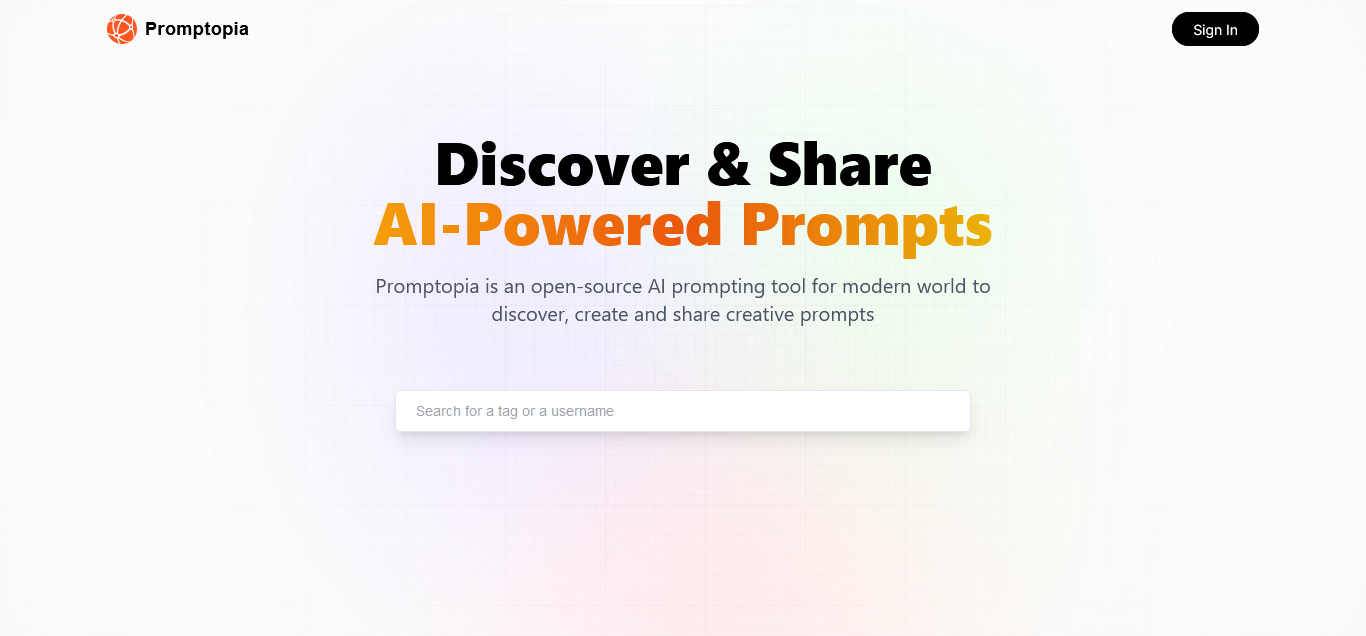 Promptopia
Sign In
Discover & Share
AI-Powered Prompts
Promptopia is an open-source AI prompting tool for modern world to
discover, create and share creative prompts
Search for a tag or a username